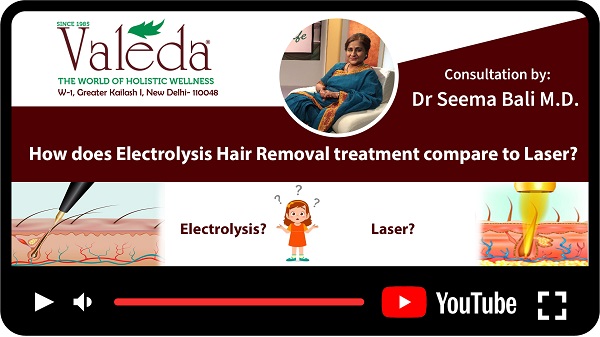 SINCE 1985
Valeda®
THE WORLD OF HOLISTIC WELLNESS
W-1, Greater Kailash I, New Delhi- 110048
Consultation by:
Dr Seema Bali M.D.
How does Electrolysis Hair Removal treatment compare to Laser?
Electrolysis?
? ? ?
Laser?
YouTube